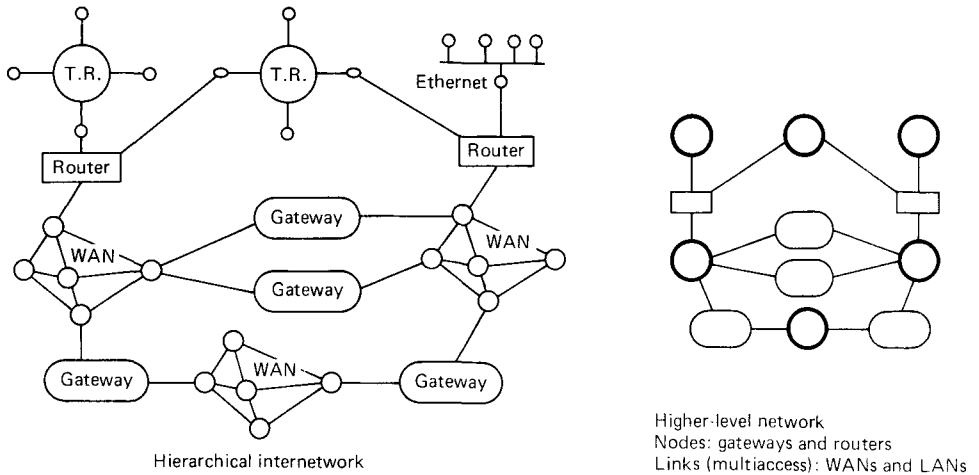 T.R.
T.R.
Ethernet
Router
Router
Gateway
WAN
WAN
Gateway
WAN
Gateway
Gateway
Hierarchical internetwork
Higher-level network
Nodes: gateways and routers
Links (multiaccess): WANs and LANs